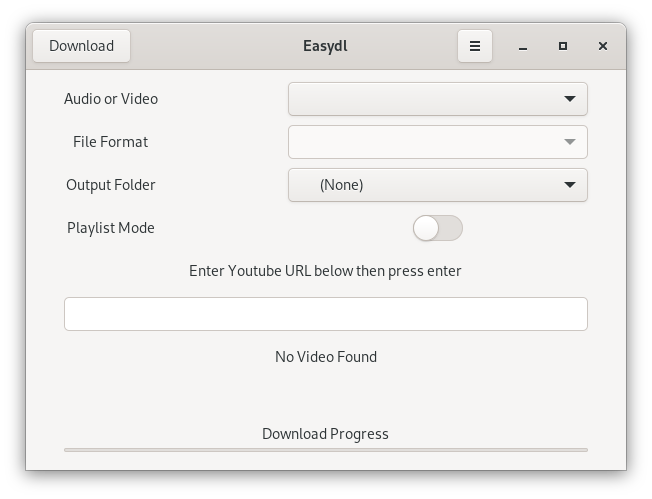 Download
Easydl
Audio or Video
File Format
Output Folder
(None)
Playlist Mode
Enter Youtube URL below then press enter
No Video Found
Download Progress